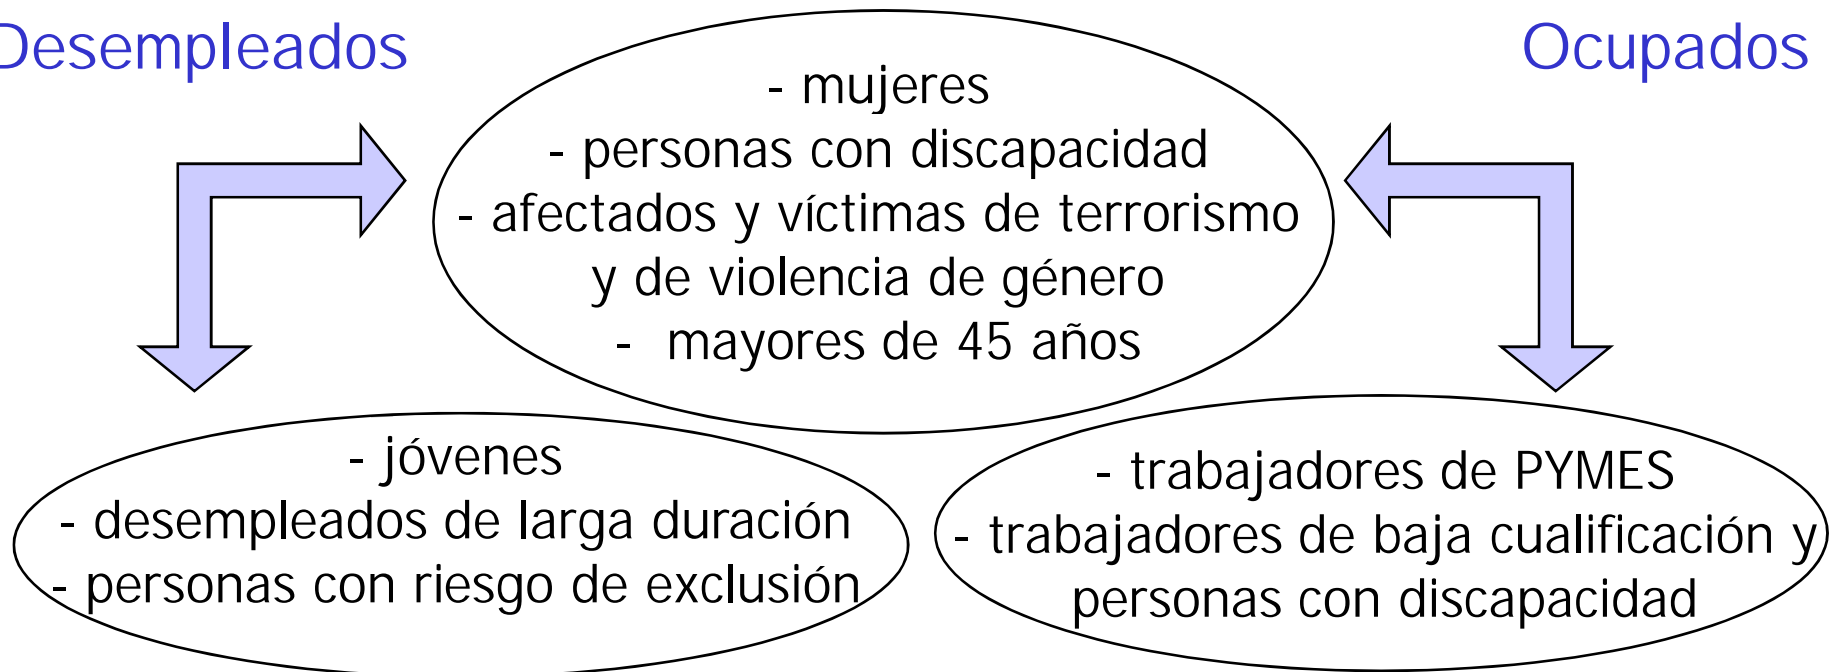 Desempleados
Ocupados
- mujeres
- personas con discapacidad
- afectados y víctimas de terrorismo
y de violencia de género
- mayores de 45 años
- jóvenes
- desempleados de larga duración
- personas con riesgo de exclusión
- trabajadores de PYMES
- trabajadores de baja cualificación y
personas con discapacidad